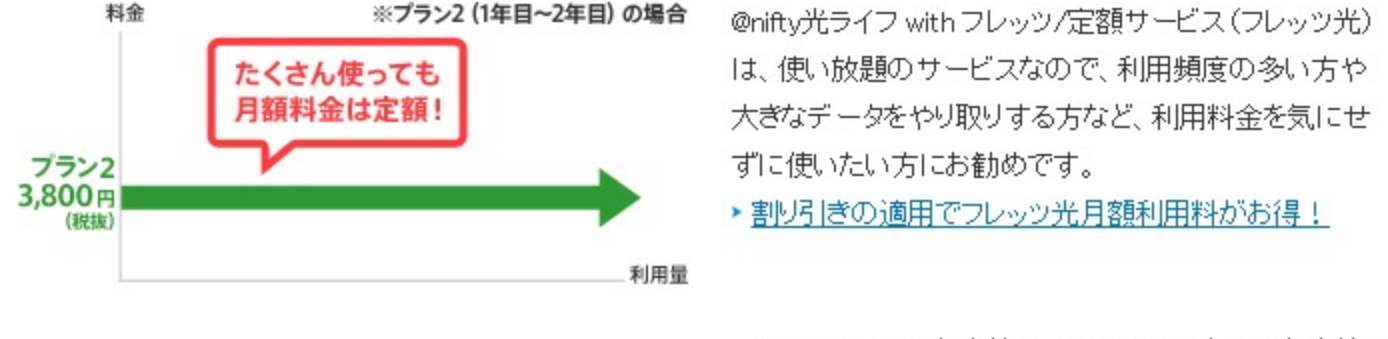 料金
※プラン2（1年目～2年目）の場合
たくさん使っても
月額料金は定額！
プラン2
3,800円
(税抜)
利用量
@nifty光ライフ with フレッツ/定額サービス（フレッツ光）
は、使い放題のサービスなので、利用頻度の多い方や
大きなデータをやり取りする方など、利用料金を気にせ
ずに使いたい方にお勧めです。
割り引きの適用でフレッツ光月額利用料がお得！